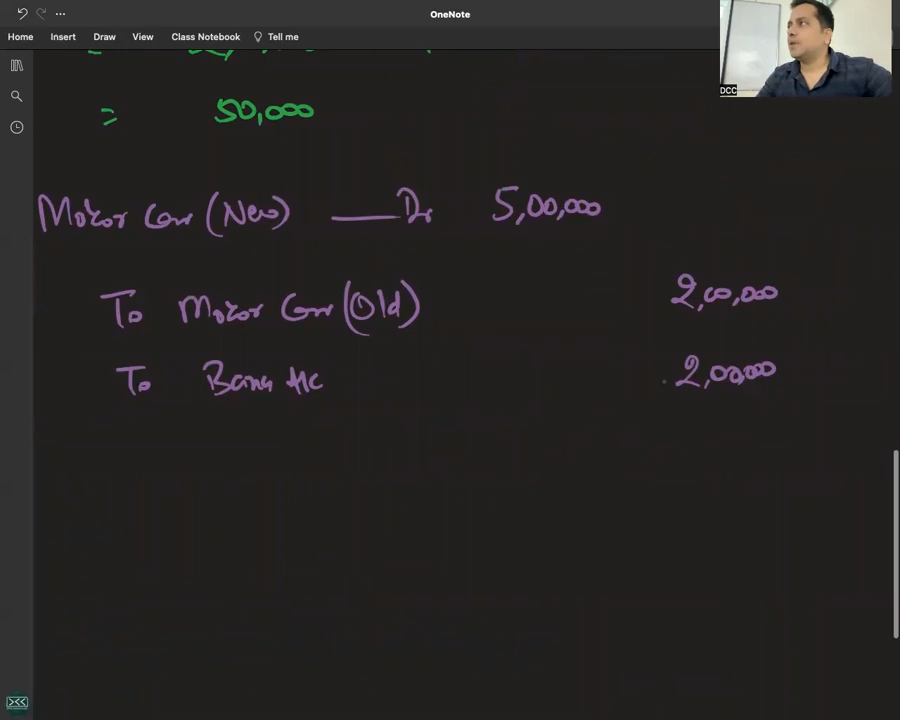 OneNote
Home Insert Draw View Class Notebook Tell me
DCC
= 50,000
Motor Car (New) — Dr 5,00,000
To Motor Car (Old) 2,00,000
To Bank A/c 2,00,000